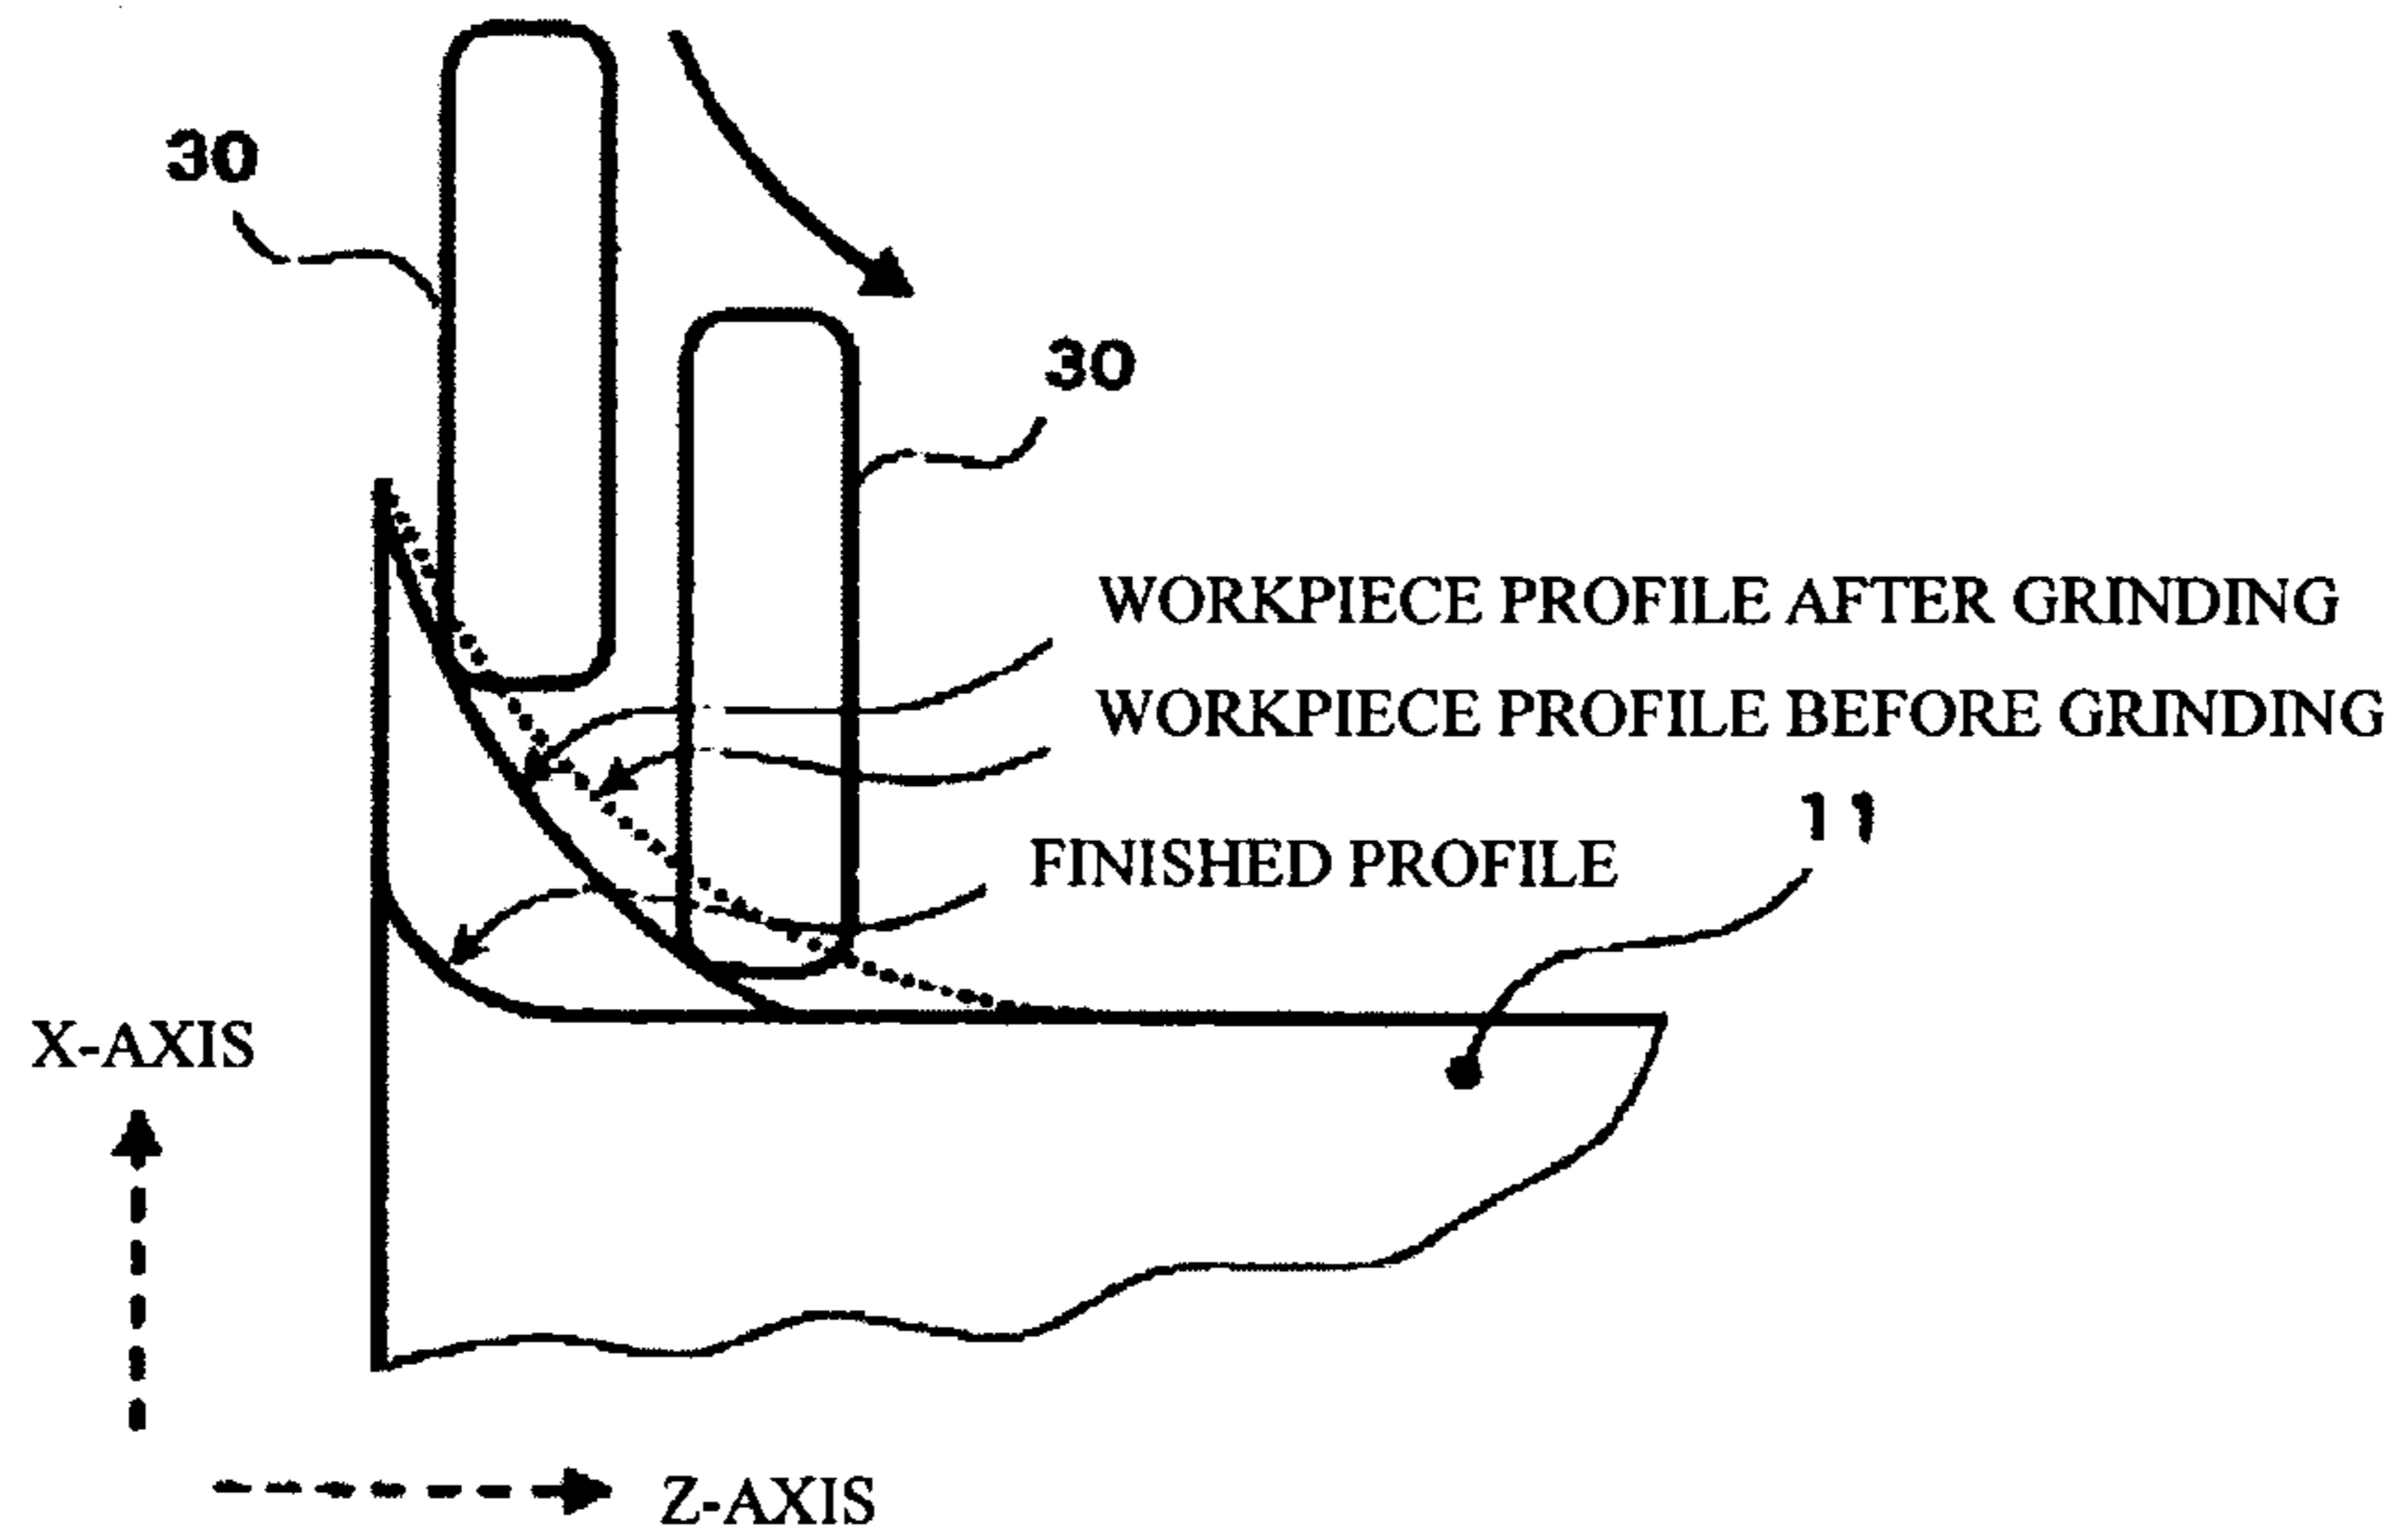 30
30
WORKPIECE PROFILE AFTER GRINDING
WORKPIECE PROFILE BEFORE GRINDING
11
FINISHED PROFILE
X-AXIS
Z-AXIS